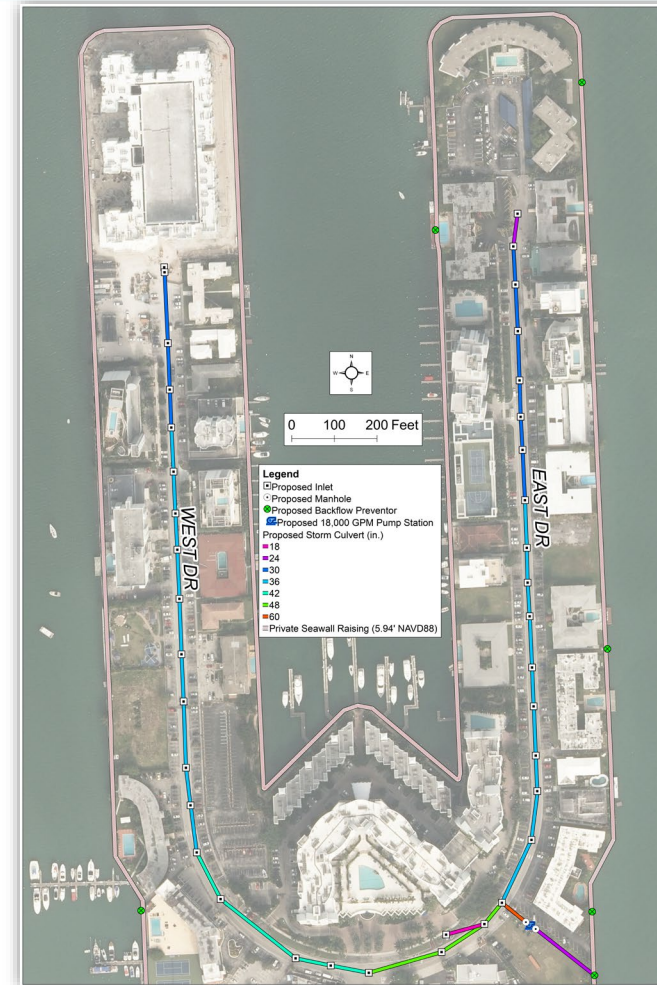 N
W E
S
0 100 200 Feet
Legend
Proposed Inlet
Proposed Manhole
Proposed Backflow Preventor
Proposed 18,000 GPM Pump Station
Proposed Storm Culvert (in.)
18
24
30
36
42
48
60
Private Seawall Raising (5.94' NAVD88)
WEST DR
EAST DR